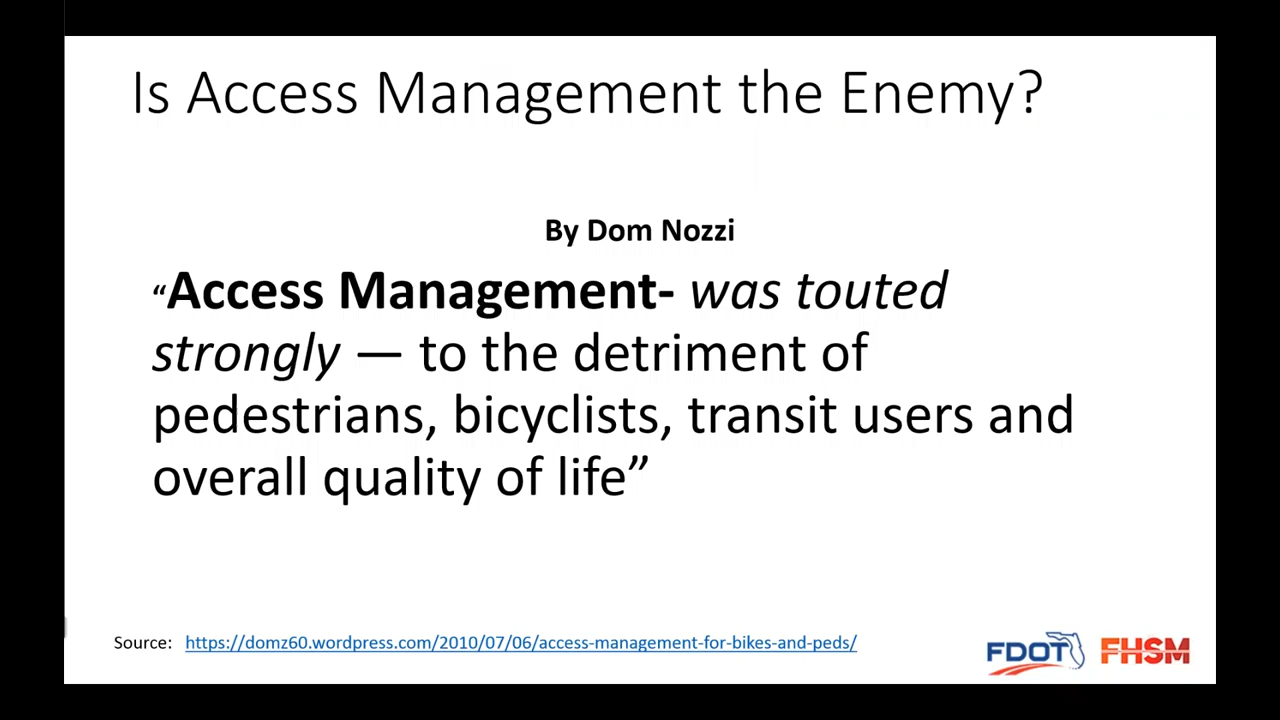 Is Access Management the Enemy?
By Dom Nozzi
“Access Management- was touted
strongly — to the detriment of
pedestrians, bicyclists, transit users and
overall quality of life”
Source: https://domz60.wordpress.com/2010/07/06/access-management-for-bikes-and-peds/
FDOT FHSM